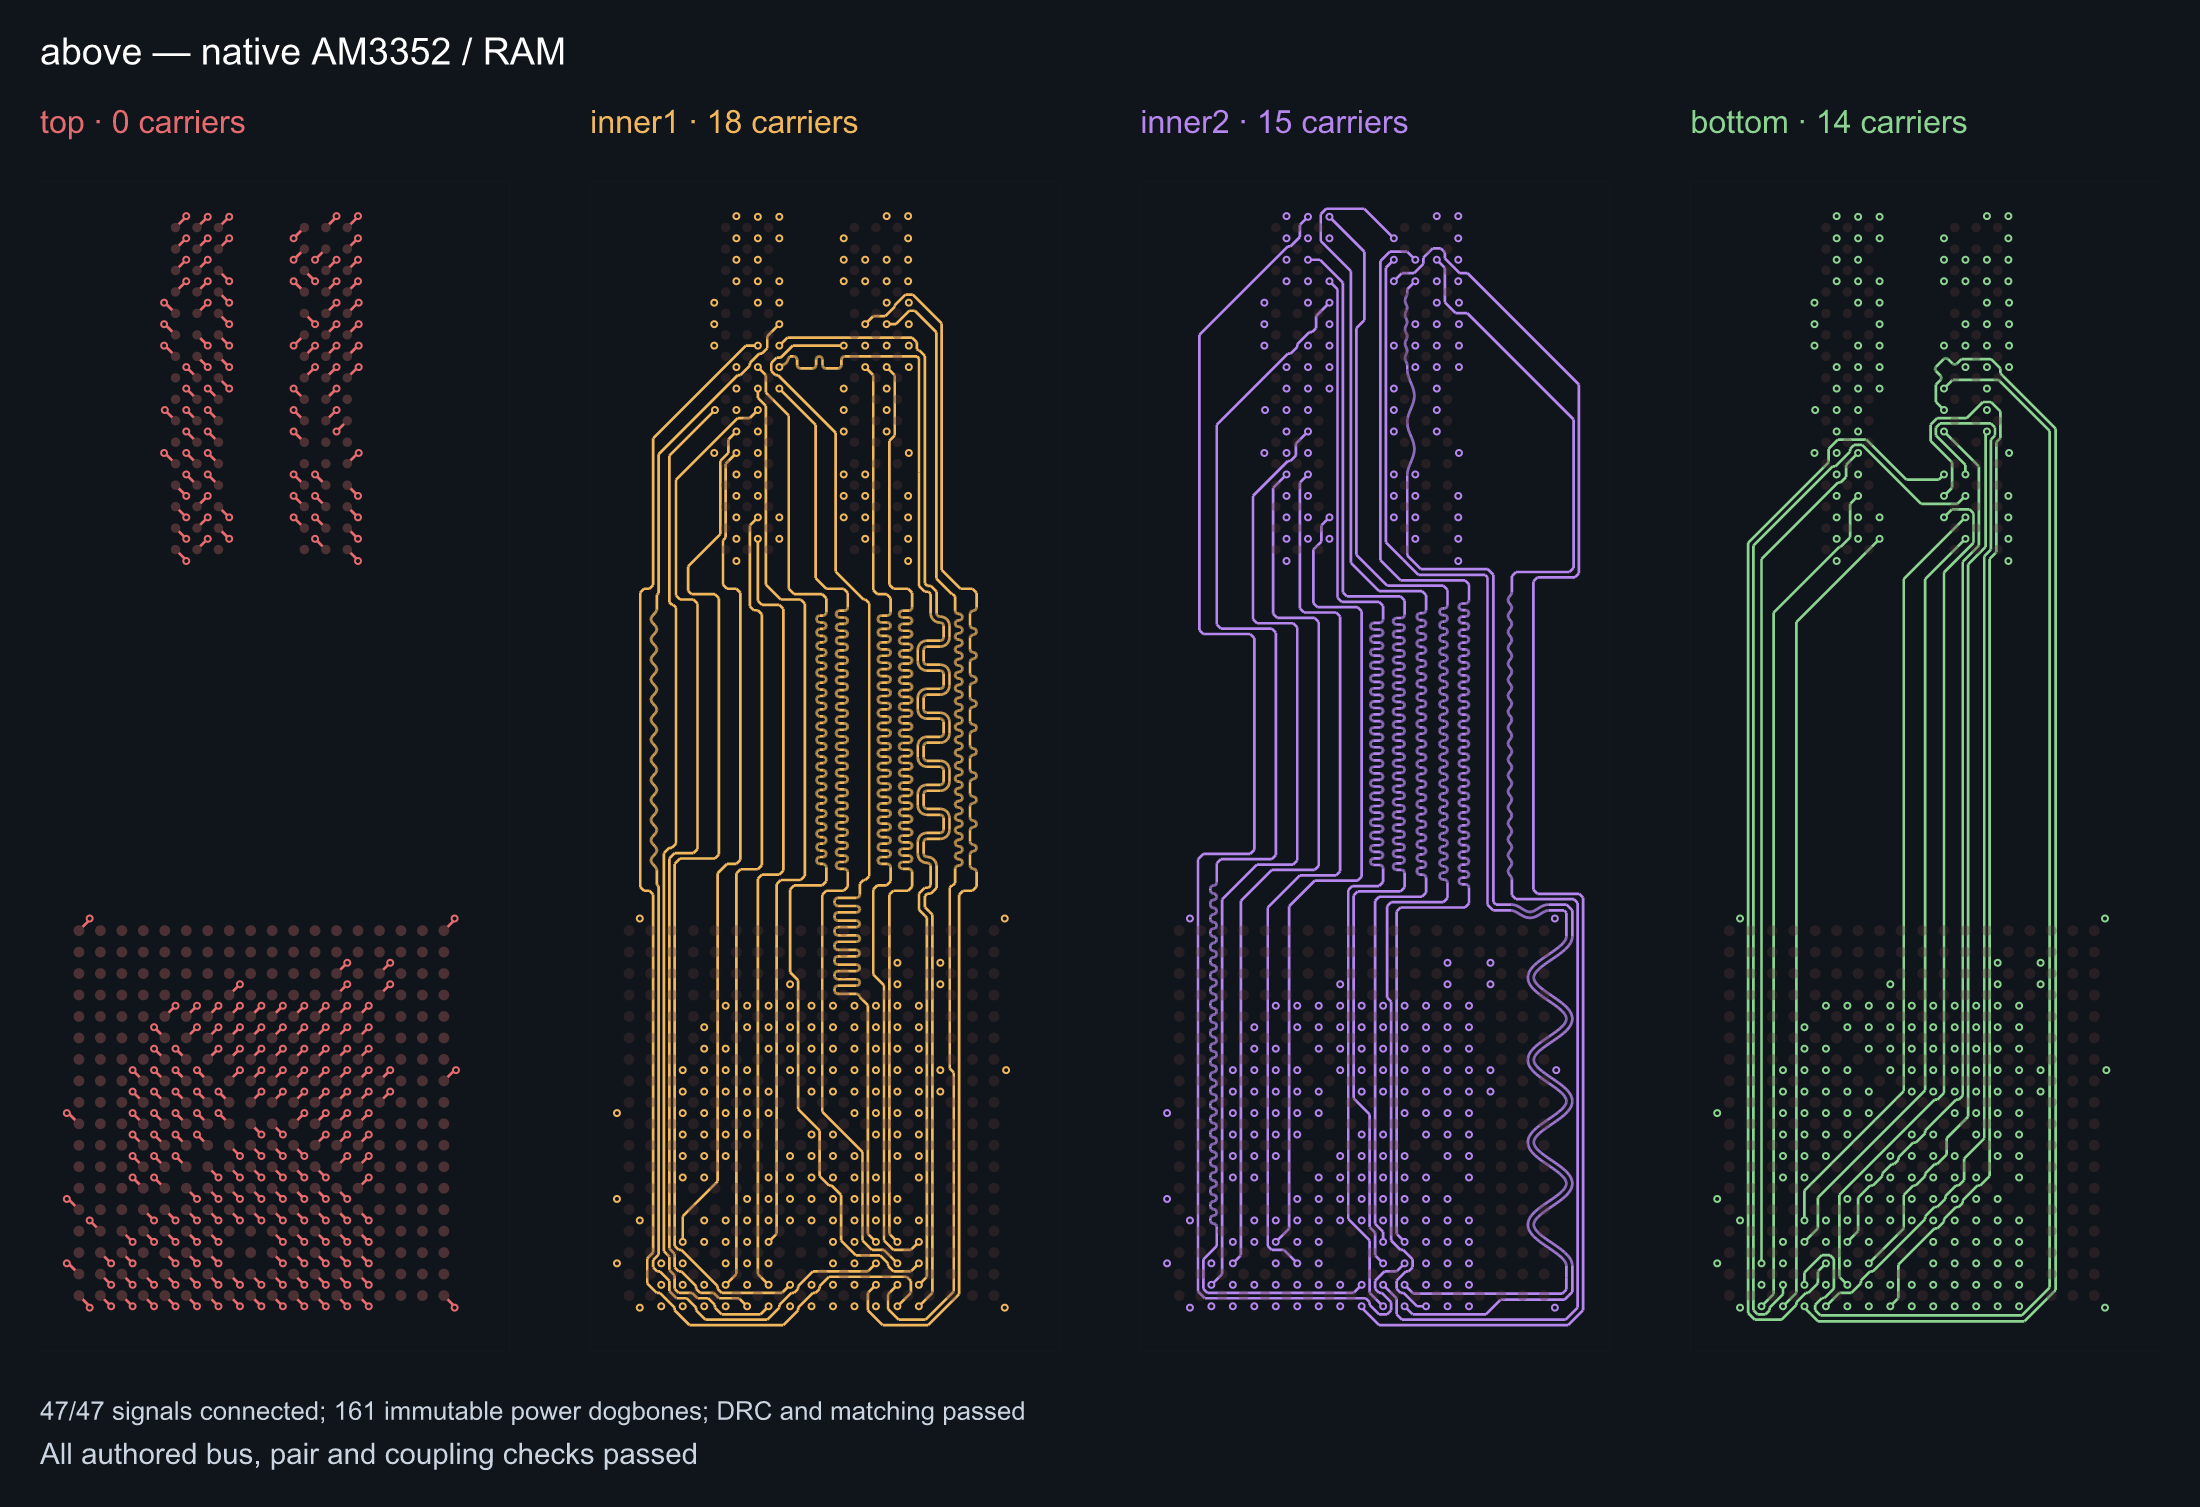 above — native AM3352 / RAM
top · 0 carriers
inner1 · 18 carriers
inner2 · 15 carriers
bottom · 14 carriers
47/47 signals connected; 161 immutable power dogbones; DRC and matching passed
All authored bus, pair and coupling checks passed